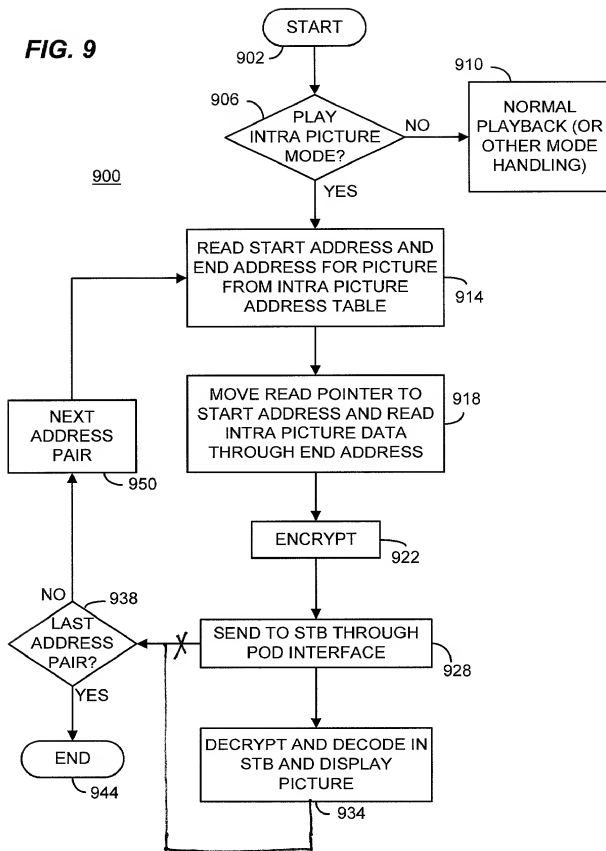 FIG. 9
START
902
906
PLAY
INTRA PICTURE
MODE?
NO
910
NORMAL
PLAYBACK (OR
OTHER MODE
HANDLING)
900
YES
READ START ADDRESS AND
END ADDRESS FOR PICTURE
FROM INTRA PICTURE
ADDRESS TABLE
914
MOVE READ POINTER TO
START ADDRESS AND READ
INTRA PICTURE DATA
THROUGH END ADDRESS
918
NEXT
ADDRESS
PAIR
950
ENCRYPT
922
NO
938
LAST
ADDRESS
PAIR?
SEND TO STB THROUGH
POD INTERFACE
928
YES
END
944
DECRYPT AND DECODE IN
STB AND DISPLAY
PICTURE
934